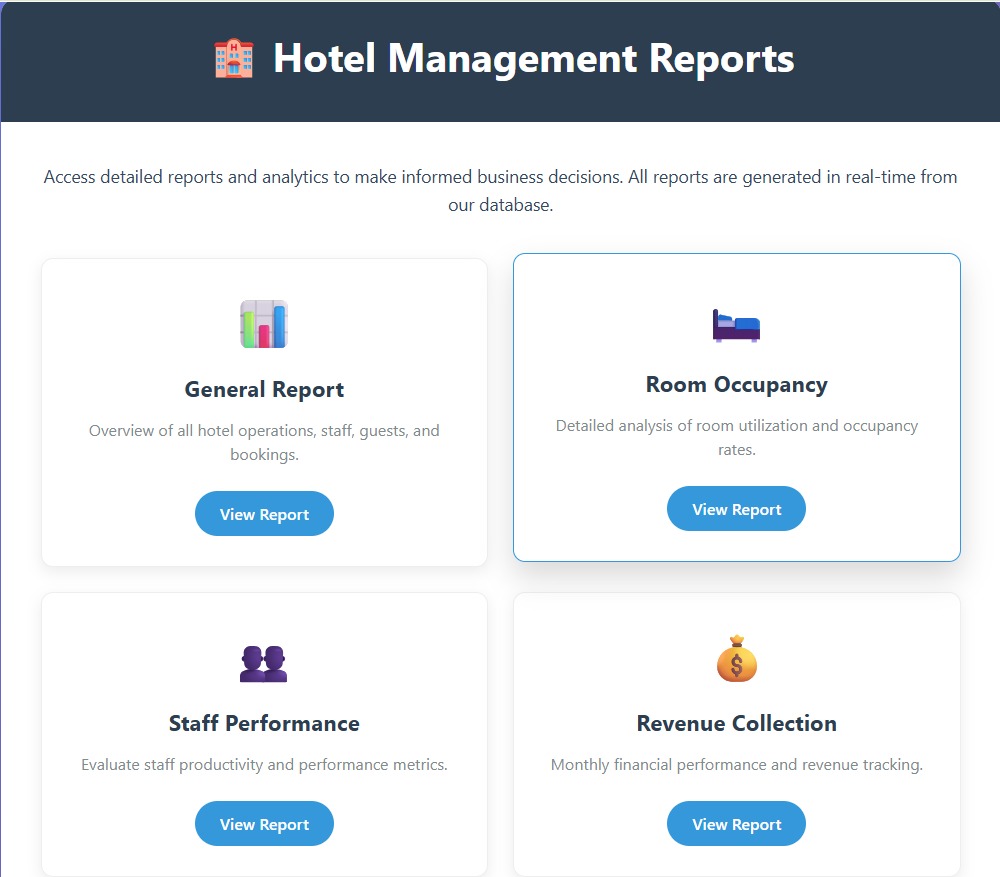 Hotel Management Reports
Access detailed reports and analytics to make informed business decisions. All reports are generated in real-time from
our database.
General Report
Overview of all hotel operations, staff, guests, and
bookings.
View Report
Room Occupancy
Detailed analysis of room utilization and occupancy
rates.
View Report
Staff Performance
Evaluate staff productivity and performance metrics.
View Report
Revenue Collection
Monthly financial performance and revenue tracking.
View Report